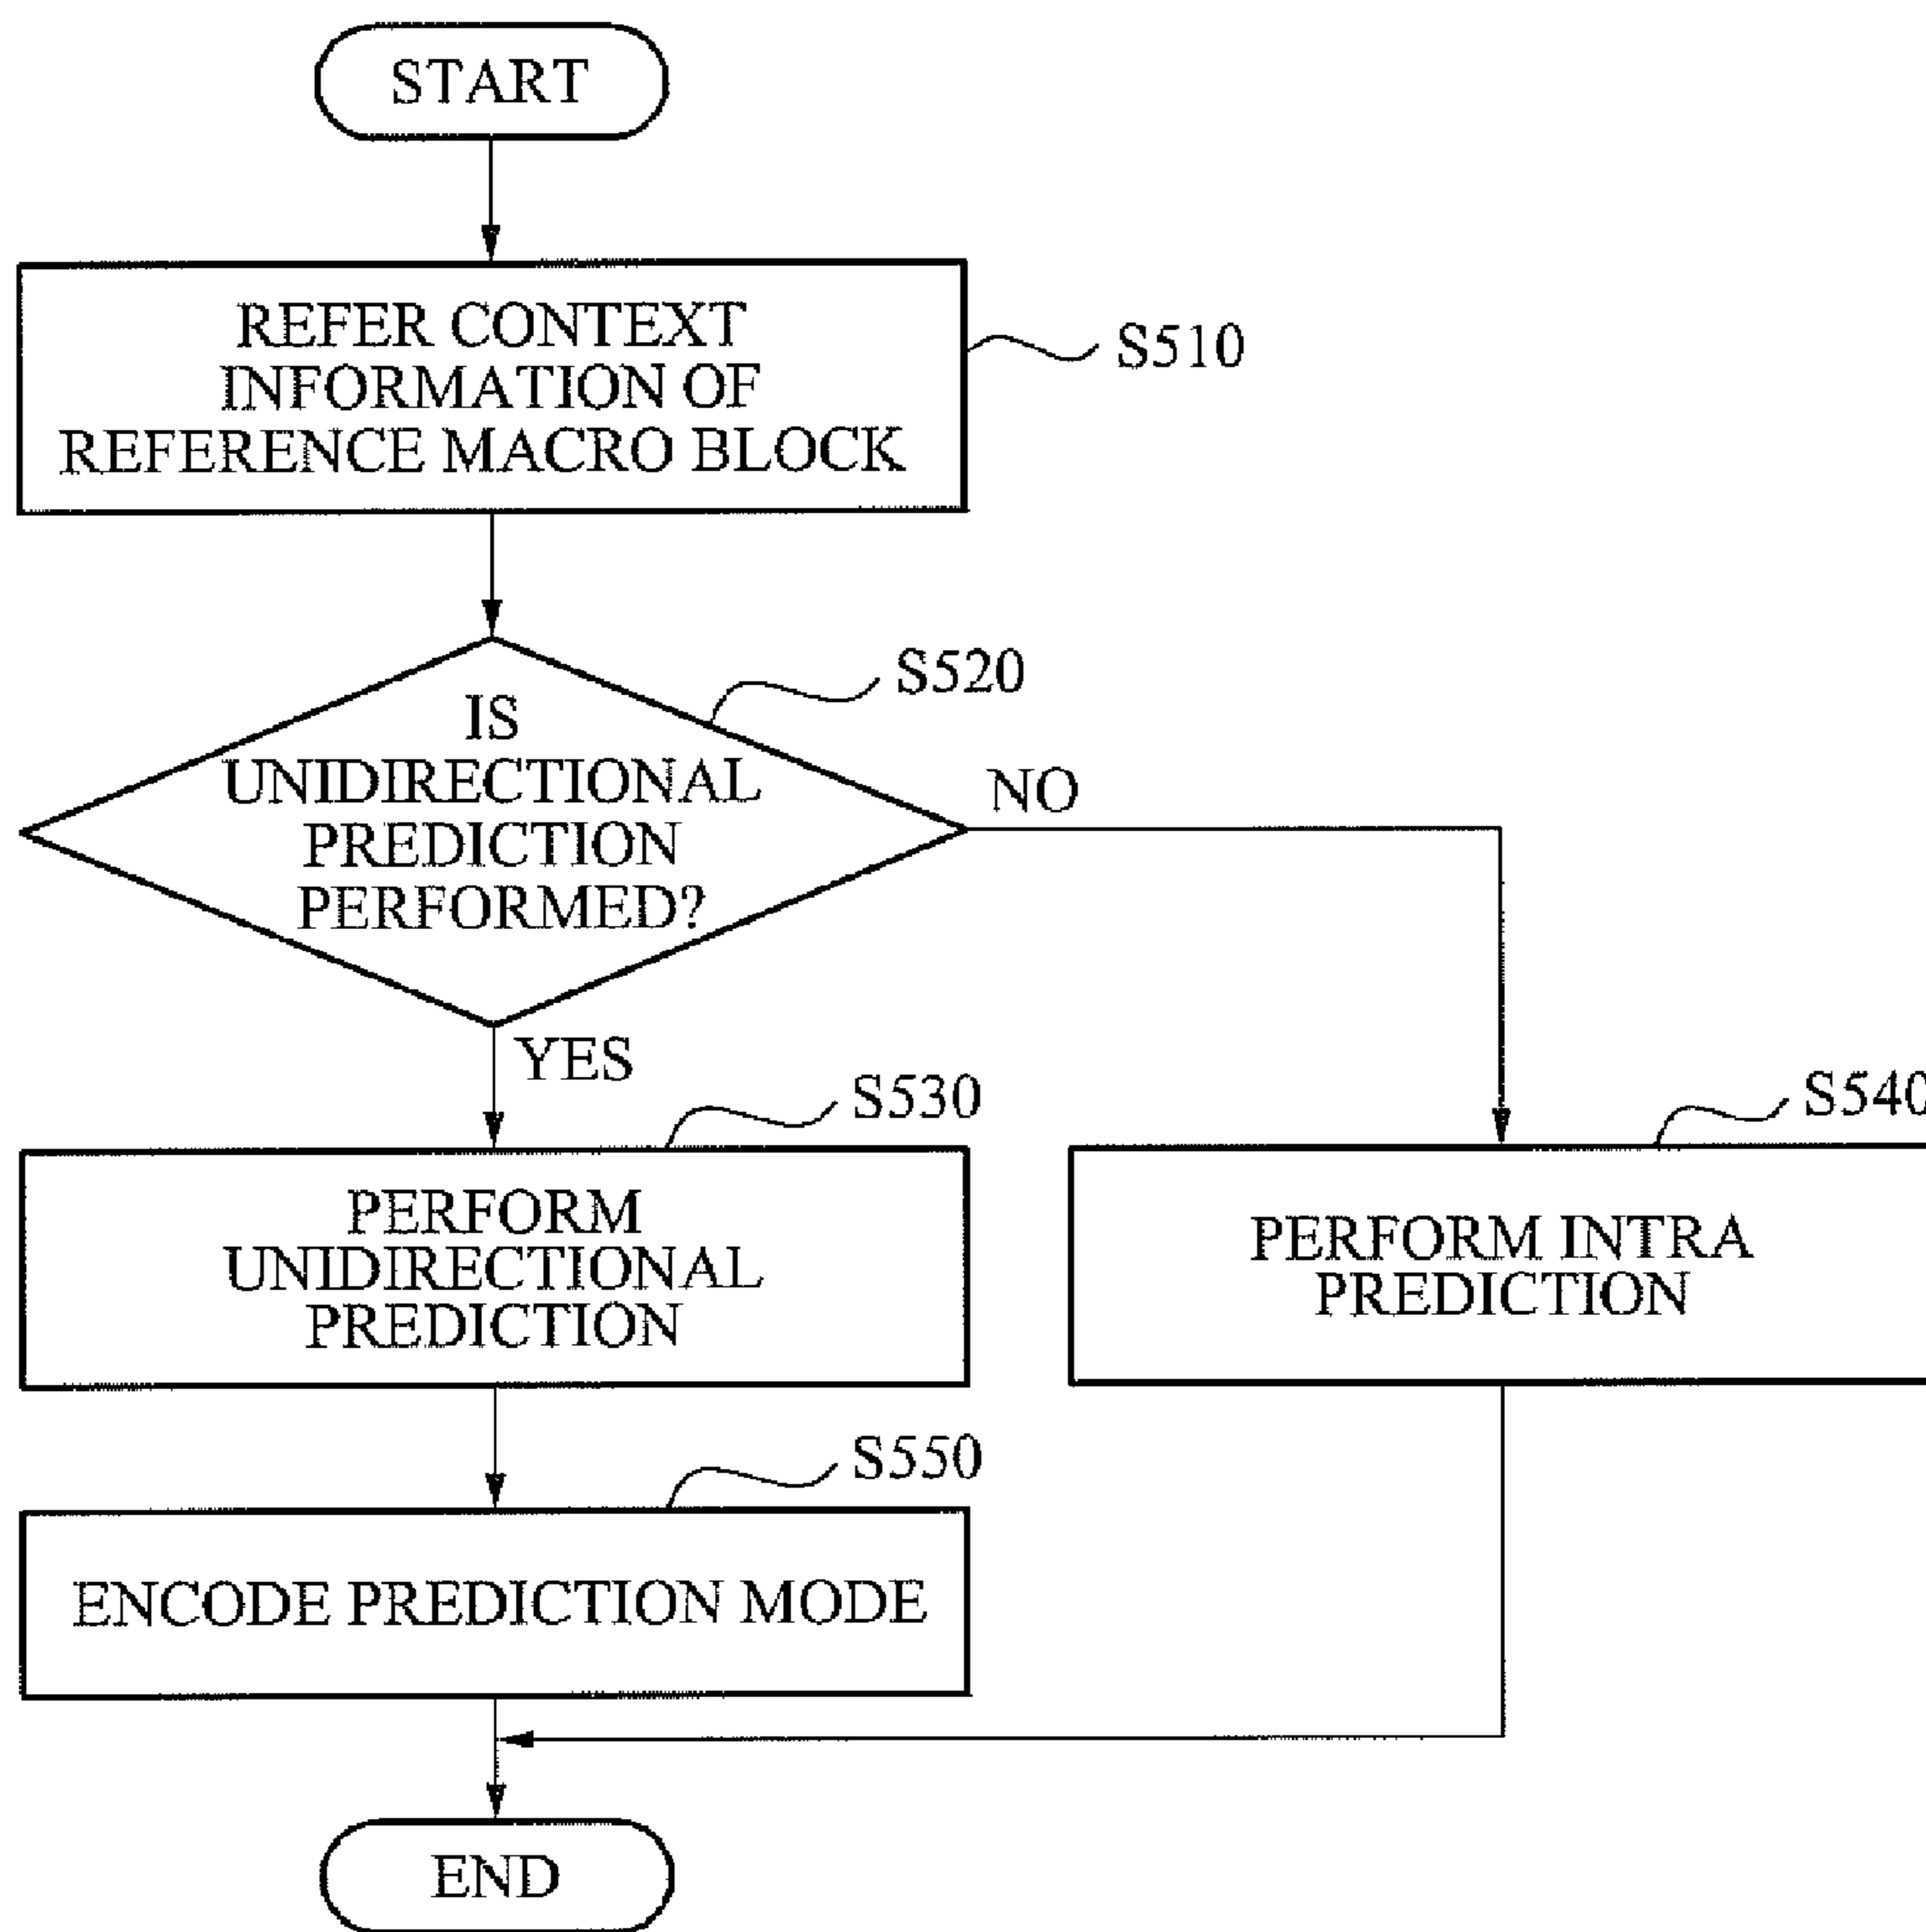 START
REFER CONTEXT
INFORMATION OF
REFERENCE MACRO BLOCK
S510
IS
UNIDIRECTIONAL
PREDICTION
PERFORMED?
S520
NO
YES
S530
PERFORM
UNIDIRECTIONAL
PREDICTION
S540
PERFORM INTRA
PREDICTION
S550
ENCODE PREDICTION MODE
END